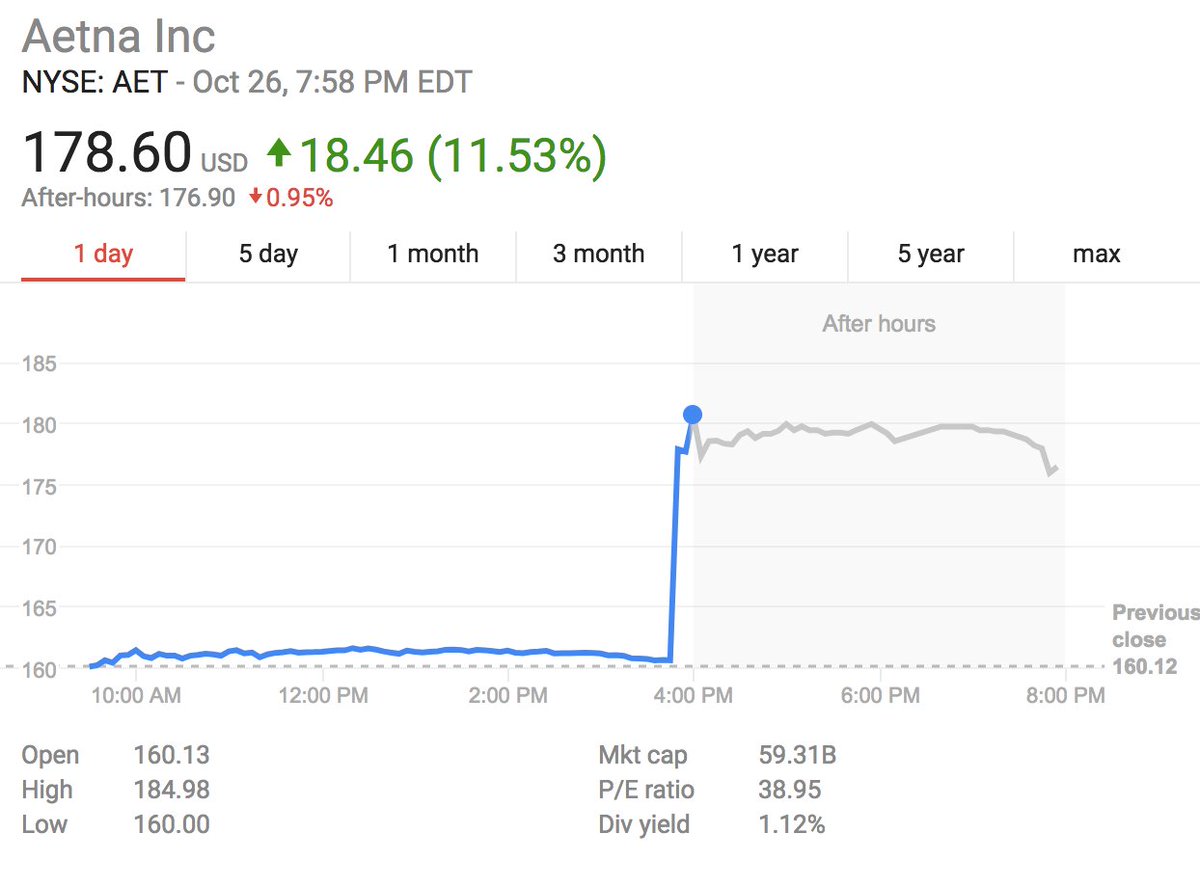 Aetna Inc
NYSE: AET - Oct 26, 7:58 PM EDT
178.60 USD ↑18.46 (11.53%)
After-hours: 176.90 ↓0.95%
1 day 5 day 1 month 3 month 1 year 5 year max
After hours
185
180
175
170
165
160
Previous
close
160.12
10:00 AM 12:00 PM 2:00 PM 4:00 PM 6:00 PM 8:00 PM
Open 160.13 Mkt cap 59.31B
High 184.98 P/E ratio 38.95
Low 160.00 Div yield 1.12%